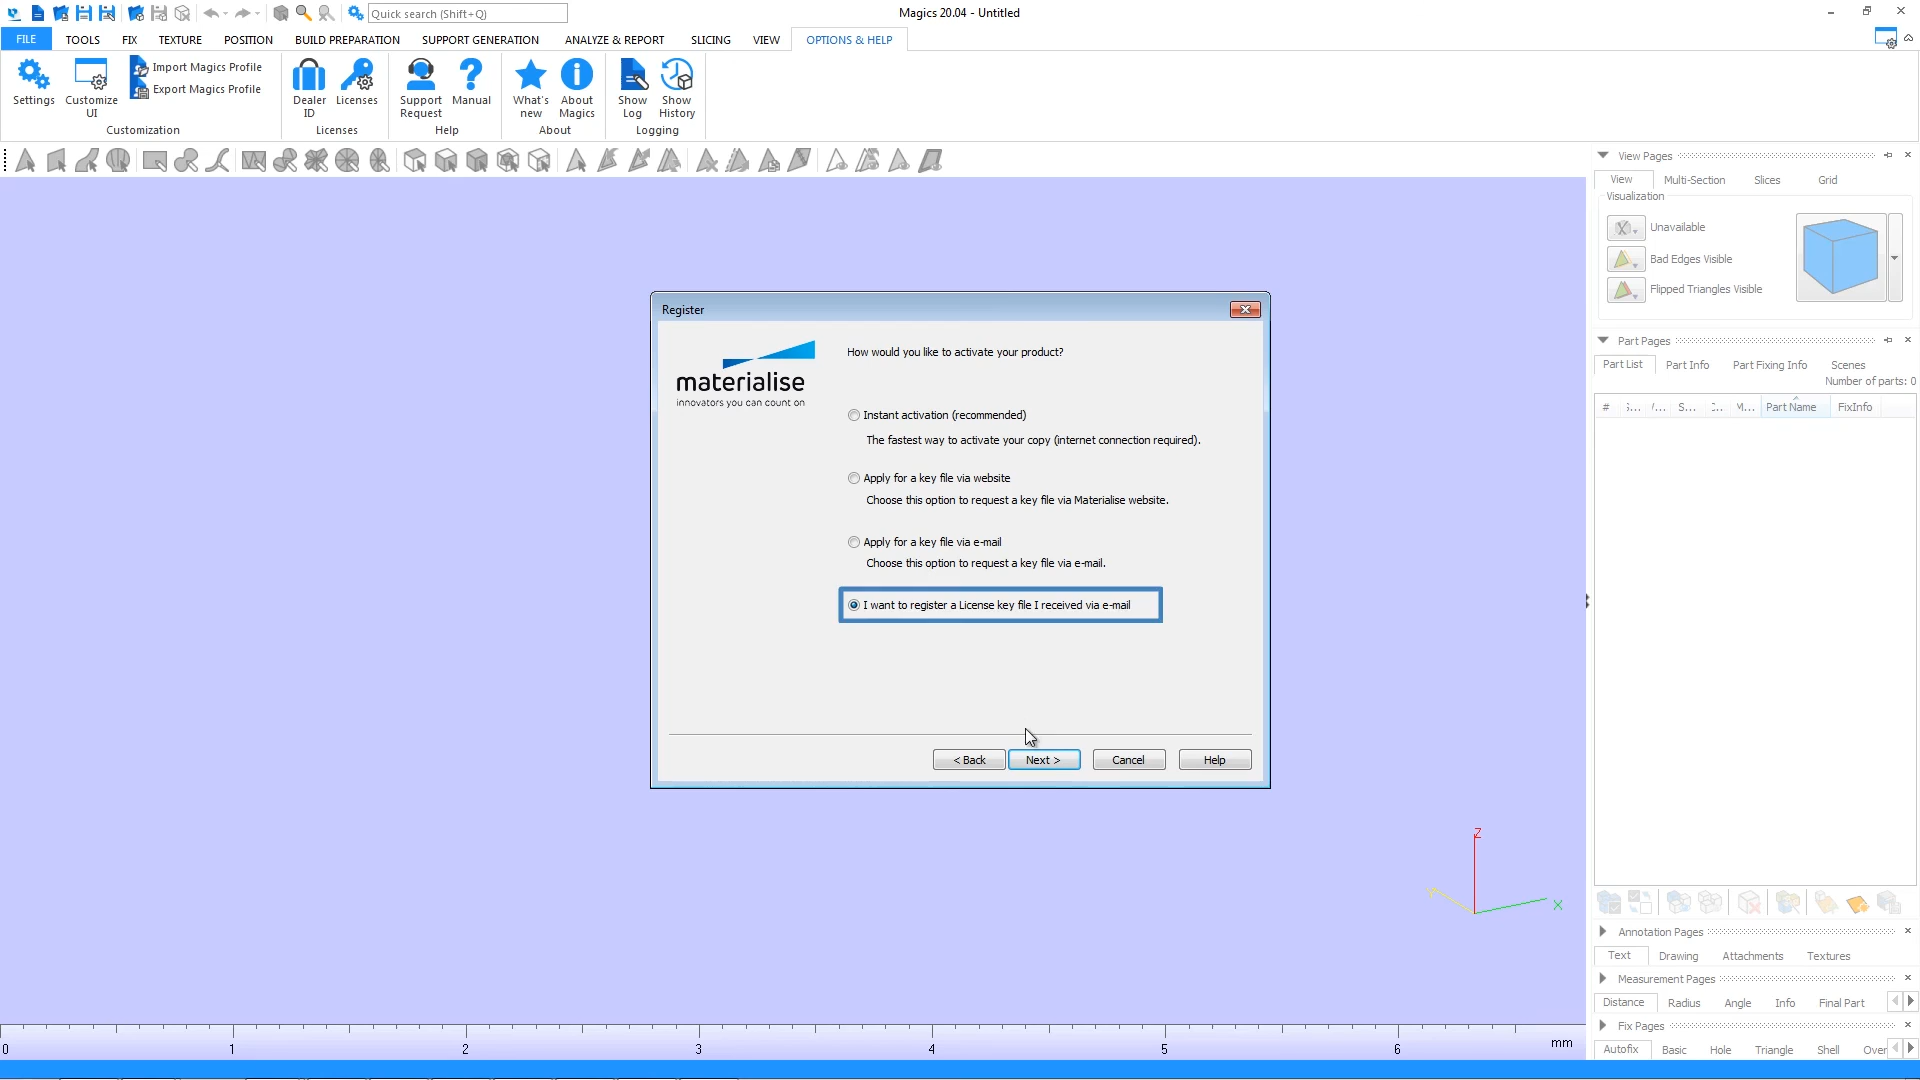 Quick search (Shift+Q)
Magics 20.04 - Untitled
FILE TOOLS FIX TEXTURE POSITION BUILD PREPARATION SUPPORT GENERATION ANALYZE & REPORT SLICING VIEW OPTIONS & HELP
Settings
Customize
UI
Import Magics Profile
Export Magics Profile
Customization
Dealer
ID
Licenses
Licenses
Support
Request
Manual
Help
What's
new
About
Magics
About
Show
Log
Show
History
Logging
Register
materialise
innovators you can count on
How would you like to activate your product?
Instant activation (recommended)
The fastest way to activate your copy (internet connection required).
Apply for a key file via website
Choose this option to request a key file via Materialise website.
Apply for a key file via e-mail
Choose this option to request a key file via e-mail.
I want to register a License key file I received via e-mail
< Back Next > Cancel Help
View Pages
View Multi-Section Slices Grid
Visualization
Unavailable
Bad Edges Visible
Flipped Triangles Visible
Part Pages
Part List Part Info Part Fixing Info Scenes
Number of parts: 0
# S... M... Part Name FixInfo
Annotation Pages
Text Drawing Attachments Textures
Measurement Pages
Distance Radius Angle Info Final Part
Fix Pages
Autofix Basic Hole Triangle Shell Over
Z
Y
X
0 1 2 3 4 5 6 mm